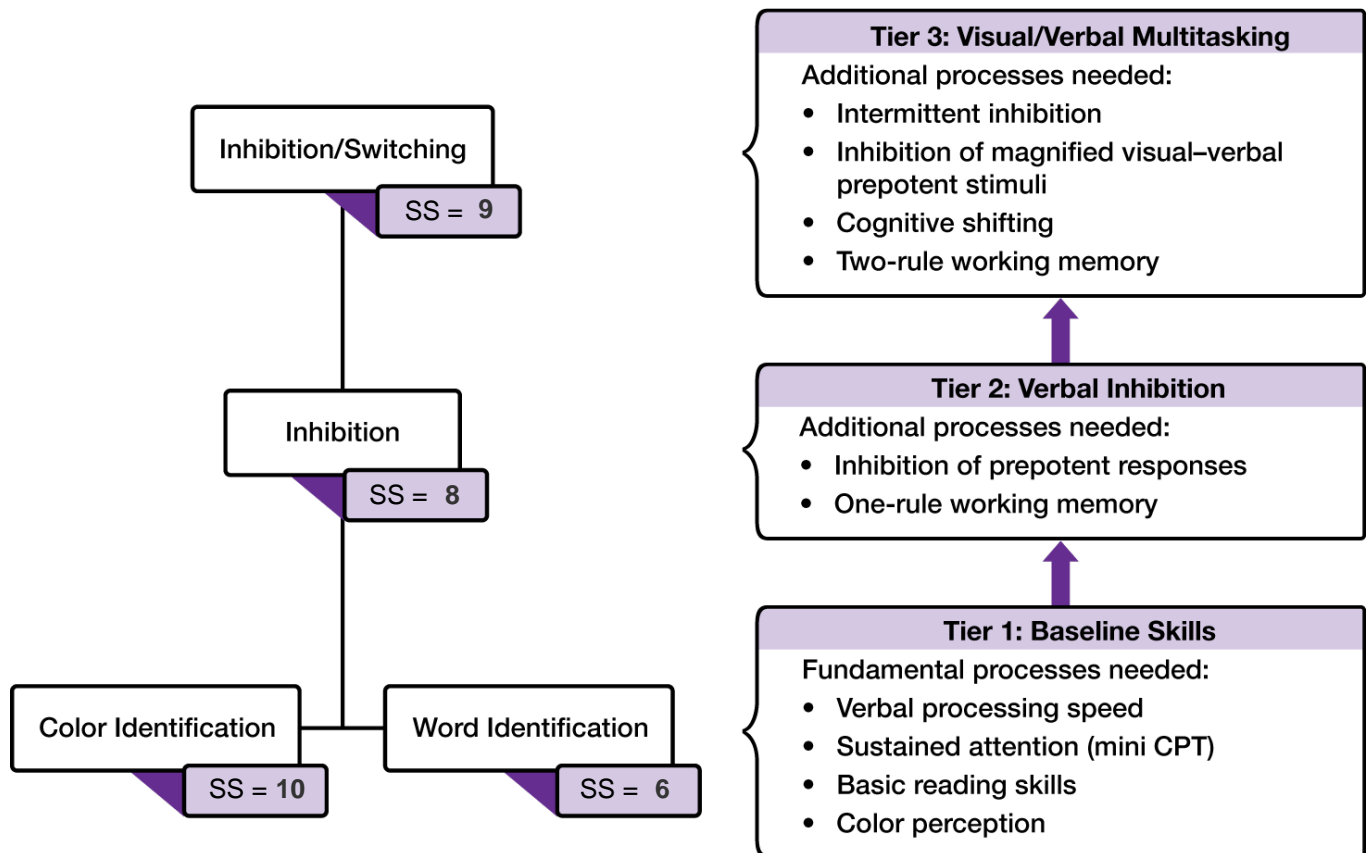 Inhibition/Switching
SS = 9
Inhibition
SS = 8
Color Identification
SS = 10
Word Identification
SS = 6
Tier 3: Visual/Verbal Multitasking
Additional processes needed:
• Intermittent inhibition
• Inhibition of magnified visual–verbal
prepotent stimuli
• Cognitive shifting
• Two-rule working memory
Tier 2: Verbal Inhibition
Additional processes needed:
• Inhibition of prepotent responses
• One-rule working memory
Tier 1: Baseline Skills
Fundamental processes needed:
• Verbal processing speed
• Sustained attention (mini CPT)
• Basic reading skills
• Color perception